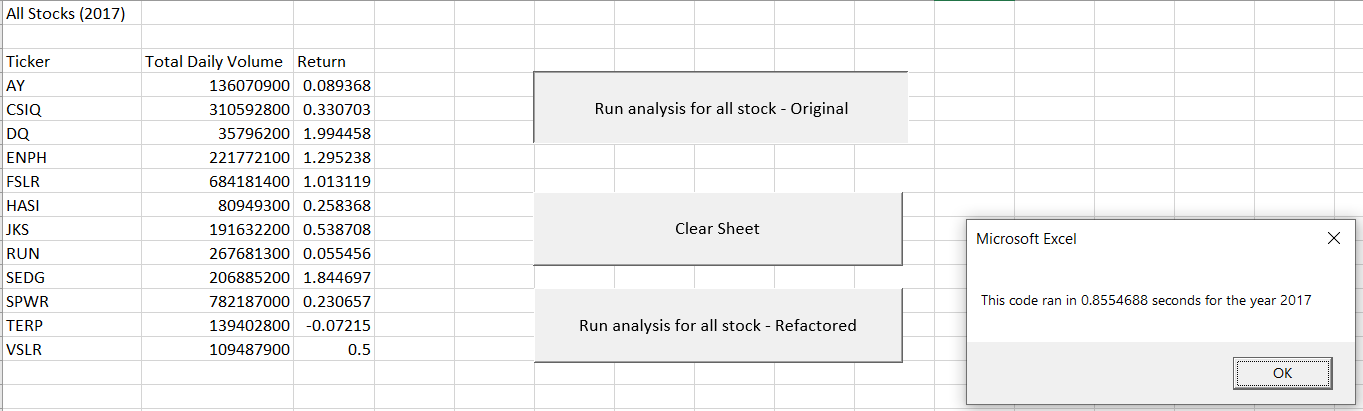 All Stocks (2017)
Ticker Total Daily Volume Return
AY 136070900 0.089368
CSIQ 310592800 0.330703
DQ 35796200 1.994458
ENPH 221772100 1.295238
FSLR 684181400 1.013119
HASI 80949300 0.258368
JKS 191632200 0.538708
RUN 267681300 0.055456
SEDG 206885200 1.844697
SPWR 782187000 0.230657
TERP 139402800 -0.07215
VSLR 109487900 0.5
Run analysis for all stock - Original
Clear Sheet
Run analysis for all stock - Refactored
Microsoft Excel
This code ran in 0.8554688 seconds for the year 2017
OK